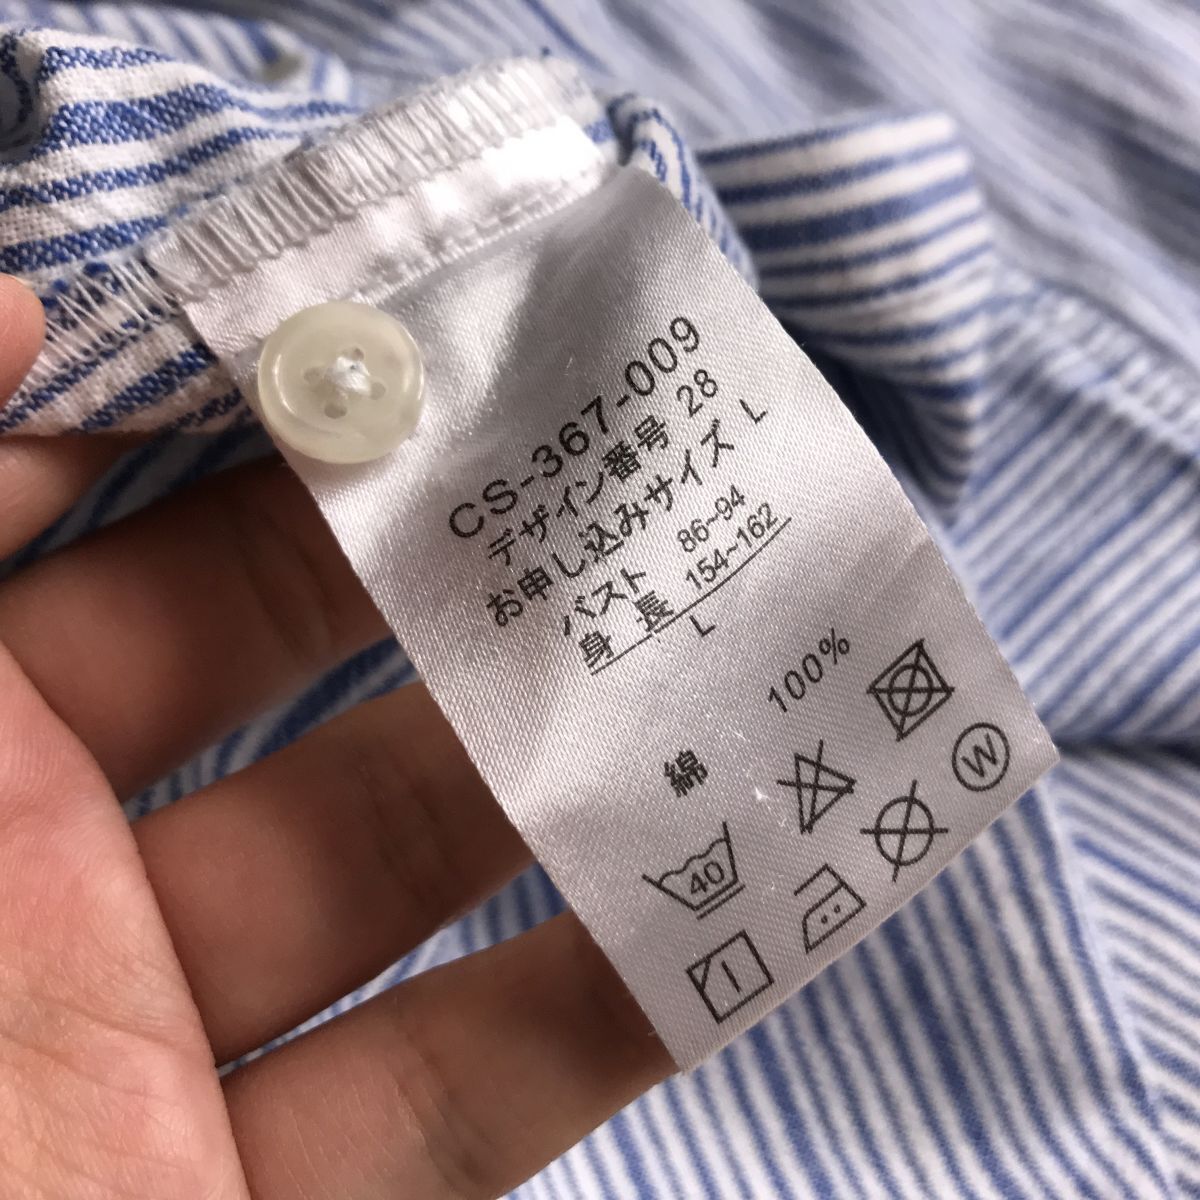 CS-367-009
デザイン番号 28
お申し込みサイズ L
バスト 86~94
身 長 154~162
L
綿 100%
40
W